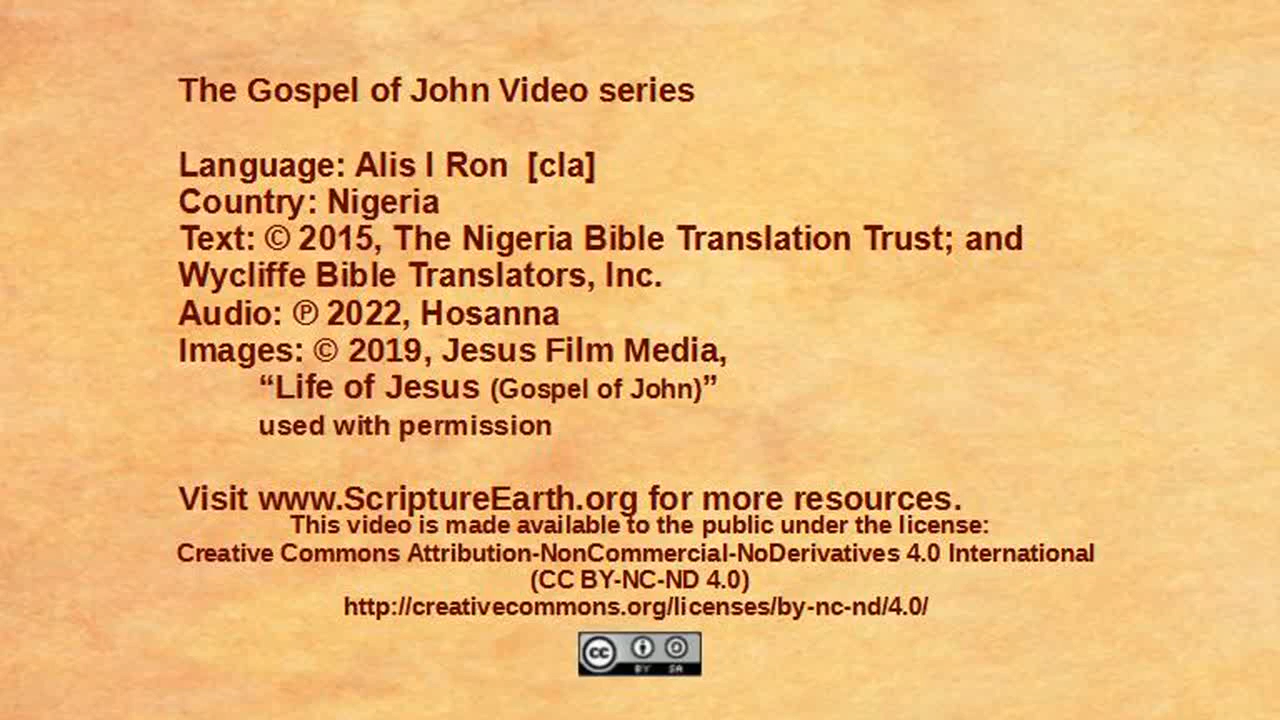 The Gospel of John Video series
Language: Alis I Ron [cla]
Country: Nigeria
Text: © 2015, The Nigeria Bible Translation Trust; and
Wycliffe Bible Translators, Inc.
Audio: ℗ 2022, Hosanna
Images: © 2019, Jesus Film Media,
“Life of Jesus (Gospel of John)”
used with permission
Visit www.ScriptureEarth.org for more resources.
This video is made available to the public under the license:
Creative Commons Attribution-NonCommercial-NoDerivatives 4.0 International
(CC BY-NC-ND 4.0)
http://creativecommons.org/licenses/by-nc-nd/4.0/
cc BY SA